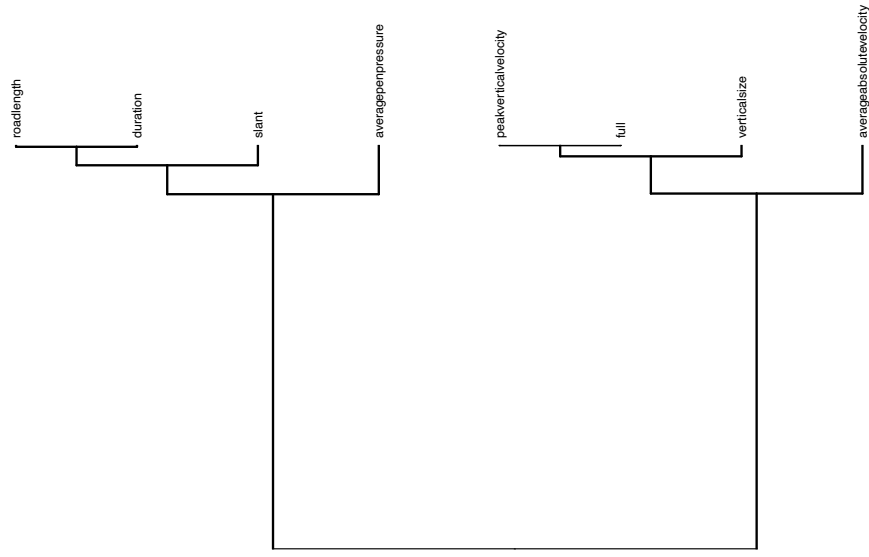 roadlength
duration
slant
averagepenpressure
peakverticalvelocity
full
verticalsize
averageabsolutevelocity